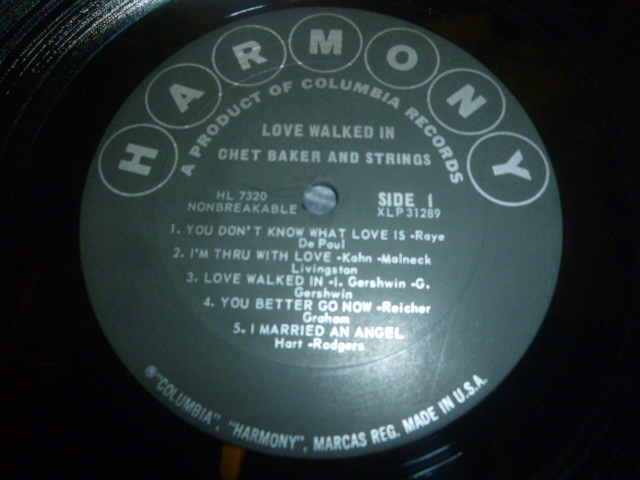 HARMONY
A PRODUCT OF COLUMBIA RECORDS
LOVE WALKED IN
CHET BAKER AND STRINGS
HL 7320
NONBREAKABLE
SIDE 1
XLP 31289
1. YOU DON'T KNOW WHAT LOVE IS -Raye
De Paul
2. I'M THRU WITH LOVE -Kahn -Malneck
Livingston
3. LOVE WALKED IN -I. Gershwin -G.
Gershwin
4. YOU BETTER GO NOW -Reicher
Graham
5. I MARRIED AN ANGEL
Hart -Rodgers
® "COLUMBIA", "HARMONY", MARCAS REG. MADE IN U.S.A.